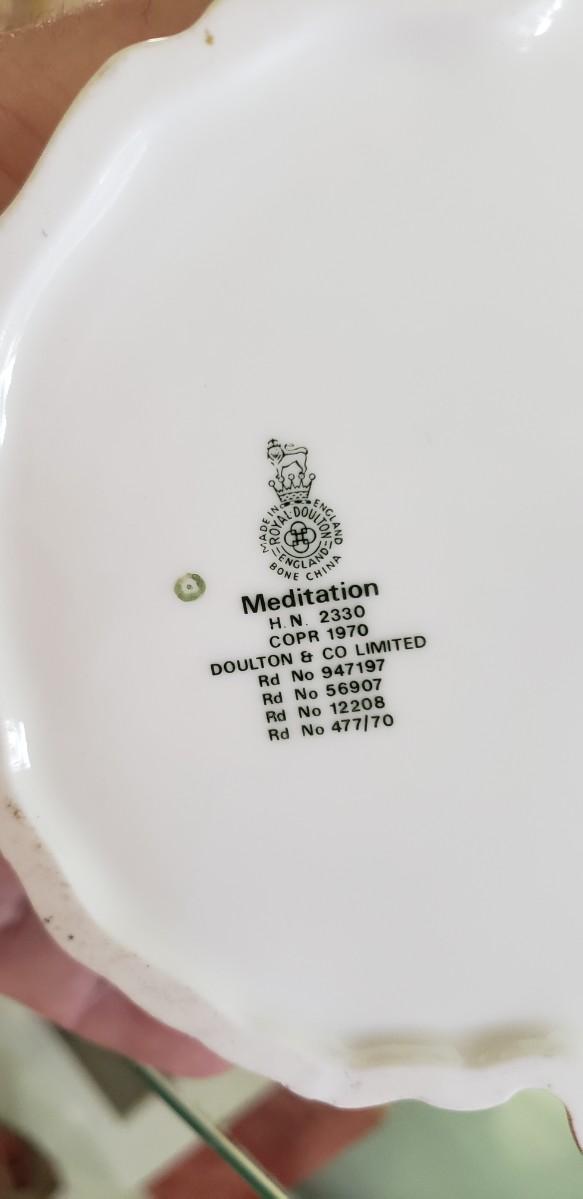 MADE IN ENGLAND
ROYAL·DOULTON
ENGLAND
BONE CHINA
Meditation
H.N. 2330
COPR 1970
DOULTON & CO LIMITED
Rd No 947197
Rd No 56907
Rd No 12208
Rd No 477/70